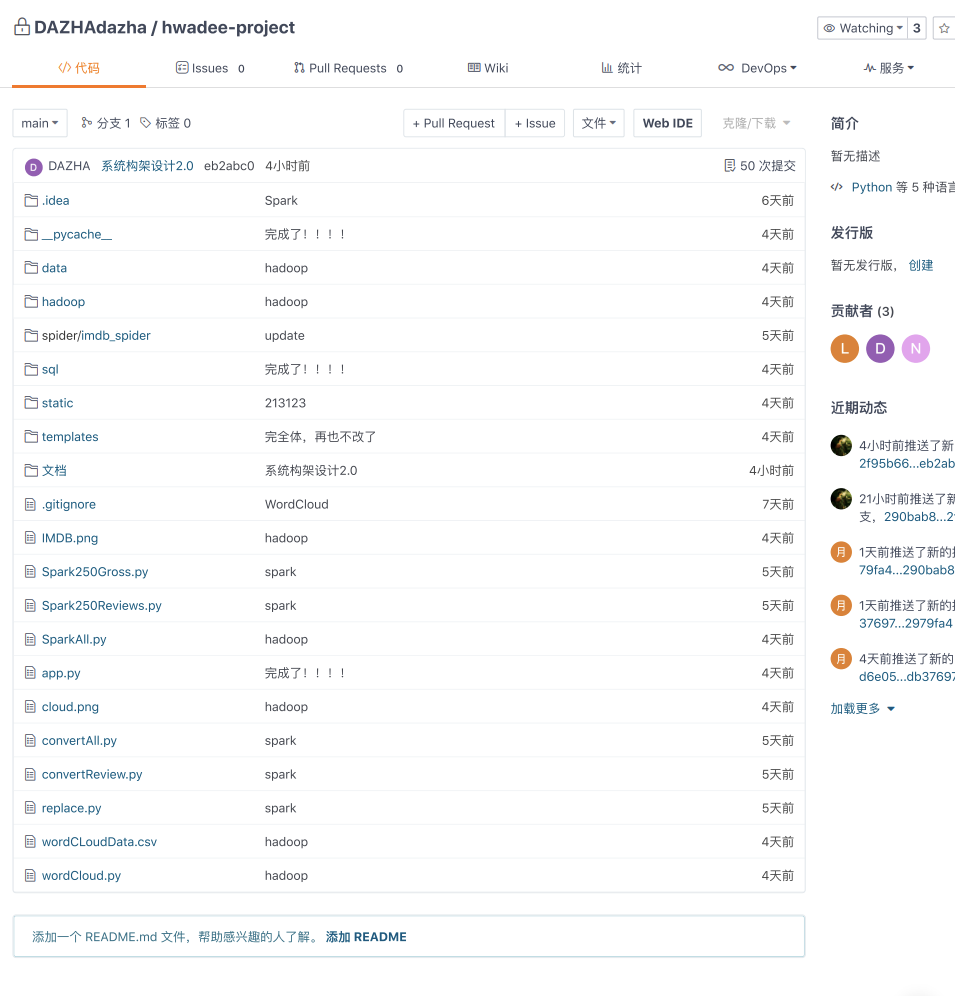 DAZHAdazha / hwadee-project
Watching 3
代码 Issues 0 Pull Requests 0 Wiki 统计 DevOps 服务
main 分支 1 标签 0 + Pull Request + Issue 文件 Web IDE 克隆/下载
D DAZHA 系统构架设计2.0 eb2abc0 4小时前 50 次提交
.idea Spark 6天前
__pycache__ 完成了！！！！ 4天前
data hadoop 4天前
hadoop hadoop 4天前
spider/imdb_spider update 5天前
sql 完成了！！！！ 4天前
static 213123 4天前
templates 完全体，再也不改了 4天前
文档 系统构架设计2.0 4小时前
.gitignore WordCloud 7天前
IMDB.png hadoop 4天前
Spark250Gross.py spark 5天前
Spark250Reviews.py spark 5天前
SparkAll.py hadoop 4天前
app.py 完成了！！！！ 4天前
cloud.png hadoop 4天前
convertAll.py spark 5天前
convertReview.py spark 5天前
replace.py spark 5天前
wordCLoudData.csv hadoop 4天前
wordCloud.py hadoop 4天前
添加一个 README.md 文件，帮助感兴趣的人了解。 添加 README
简介
暂无描述
Python 等 5 种语言
发行版
暂无发行版， 创建
贡献者 (3)
L D N
近期动态
4小时前推送了新
2f95b66...eb2ab
21小时前推送了新
支，290bab8...2
月 1天前推送了新的
79fa4...290bab8
月 1天前推送了新的
37697...2979fa4
月 4天前推送了新的
d6e05...db37697
加载更多